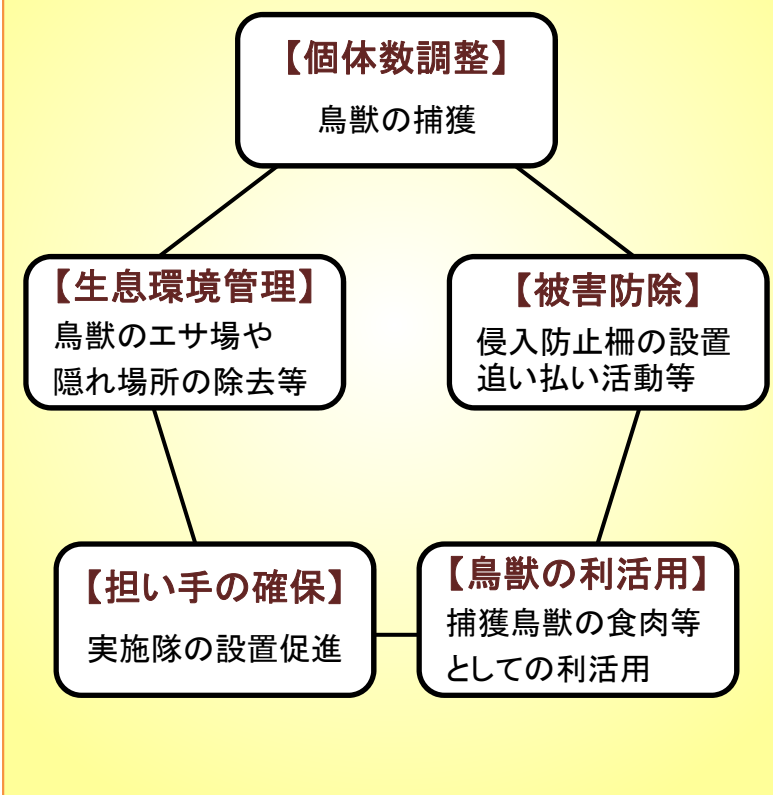 【個体数調整】
鳥獣の捕獲
【生息環境管理】
鳥獣のエサ場や
隠れ場所の除去等
【被害防除】
侵入防止柵の設置
追い払い活動等
【担い手の確保】
実施隊の設置促進
【鳥獣の利活用】
捕獲鳥獣の食肉等
としての利活用